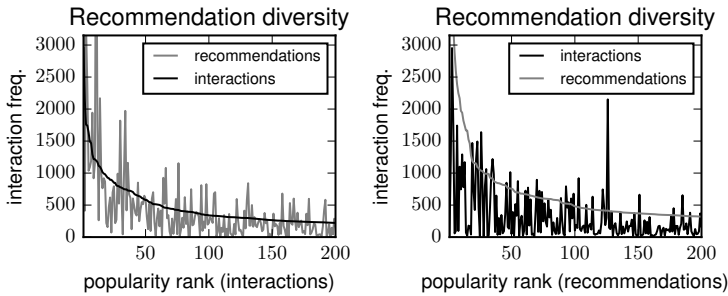 Recommendation diversity
interaction freq.
3000
2500
2000
1500
1000
500
0
recommendations
interactions
50
100
150
200
popularity rank (interactions)
Recommendation diversity
interaction freq.
3000
2500
2000
1500
1000
500
0
interactions
recommendations
50
100
150
200
popularity rank (recommendations)